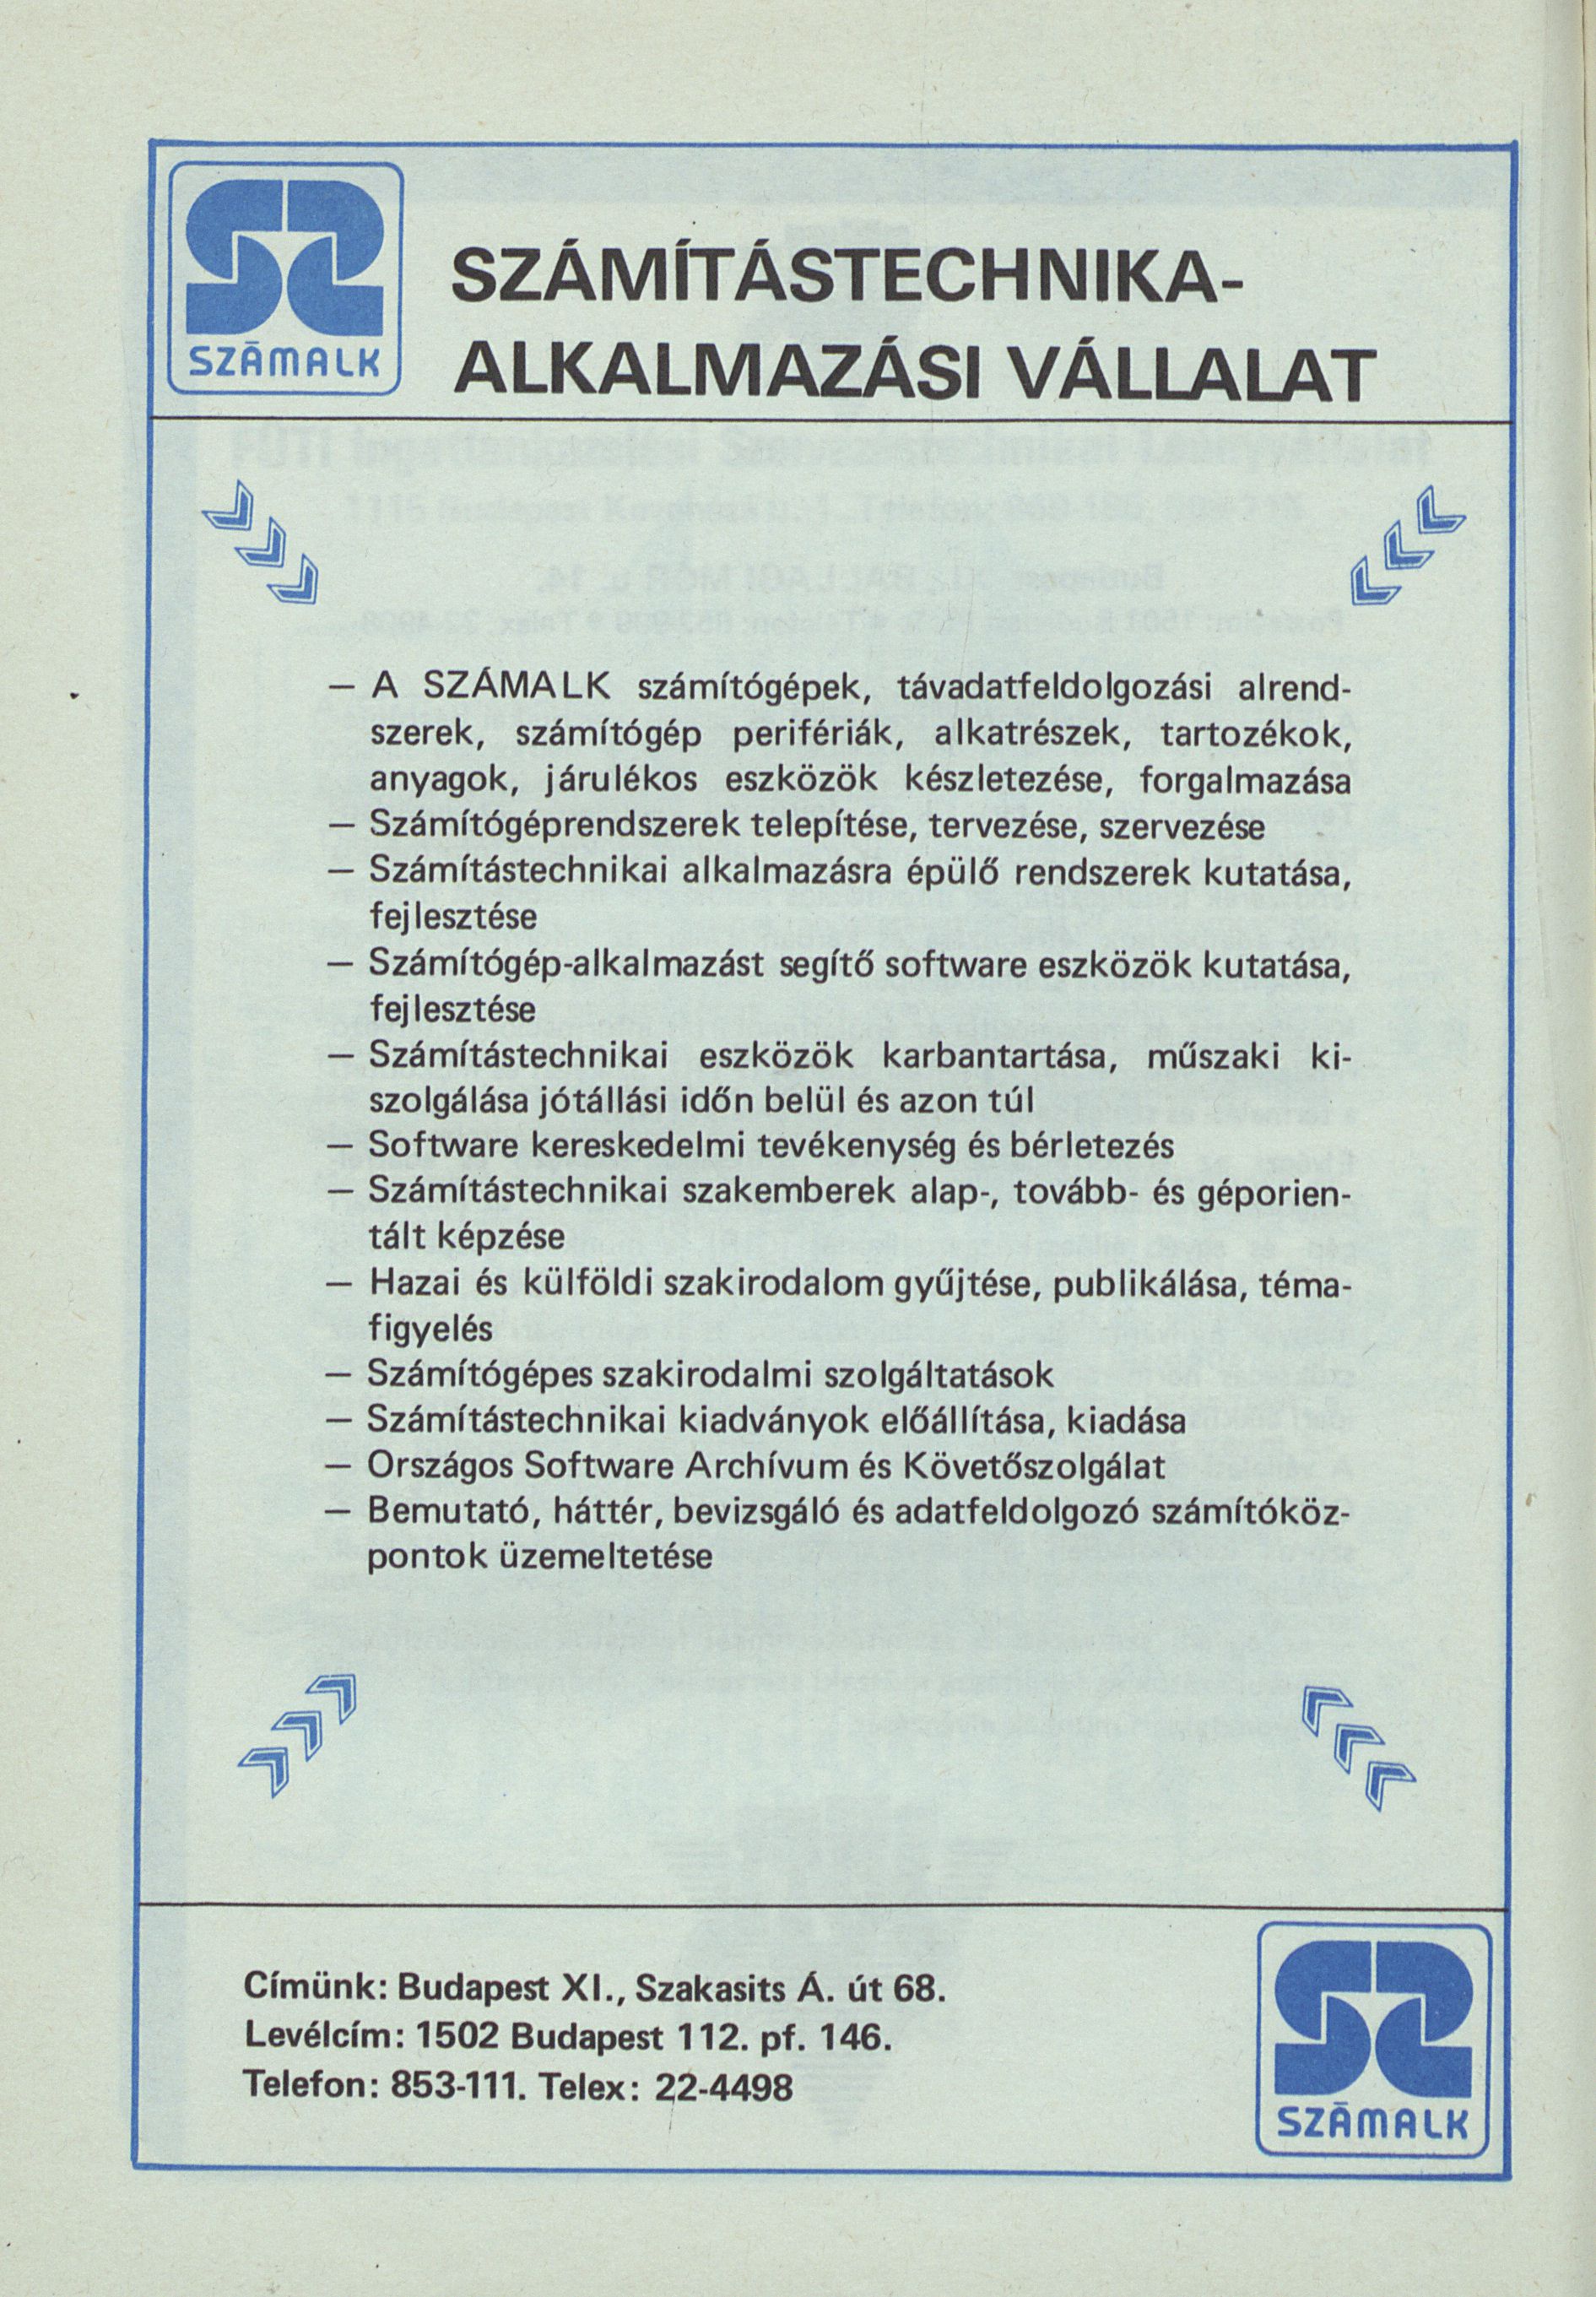 SZÁMALK
SZÁMÍTÁSTECHNIKA-
ALKALMAZÁSI VÁLLALAT
— A SZÁMALK számítógépek, távadatfeldolgozási alrend-
szerek, számítógép perifériák, alkatrészek, tartozékok,
anyagok, járulékos eszközök készletezése, forgalmazása
— Számítógéprendszerek telepítése, tervezése, szervezése
— Számítástechnikai alkalmazásra épülő rendszerek kutatása,
fejlesztése
— Számítógép-alkalmazást segítő software eszközök kutatása,
fejlesztése
— Számítástechnikai eszközök karbantartása, műszaki ki-
szolgálása jótállási időn belül és azon túl
— Software kereskedelmi tevékenység és bérletezés
— Számítástechnikai szakemberek alap-, tovább- és géporien-
tált képzése
— Hazai és külföldi szakirodalom gyűjtése, publikálása, téma-
figyelés
— Számítógépes szakirodalmi szolgáltatások
— Számítástechnikai kiadványok előállítása, kiadása
— Országos Software Archívum és Követőszolgálat
— Bemutató, háttér, bevizsgáló és adatfeldolgozó számítóköz-
pontok üzemeltetése
Címünk: Budapest XI., Szakasits Á. út 68.
Levélcím: 1502 Budapest 112. pf. 146.
Telefon: 853-111. Telex: 22-4498
SZÁMALK